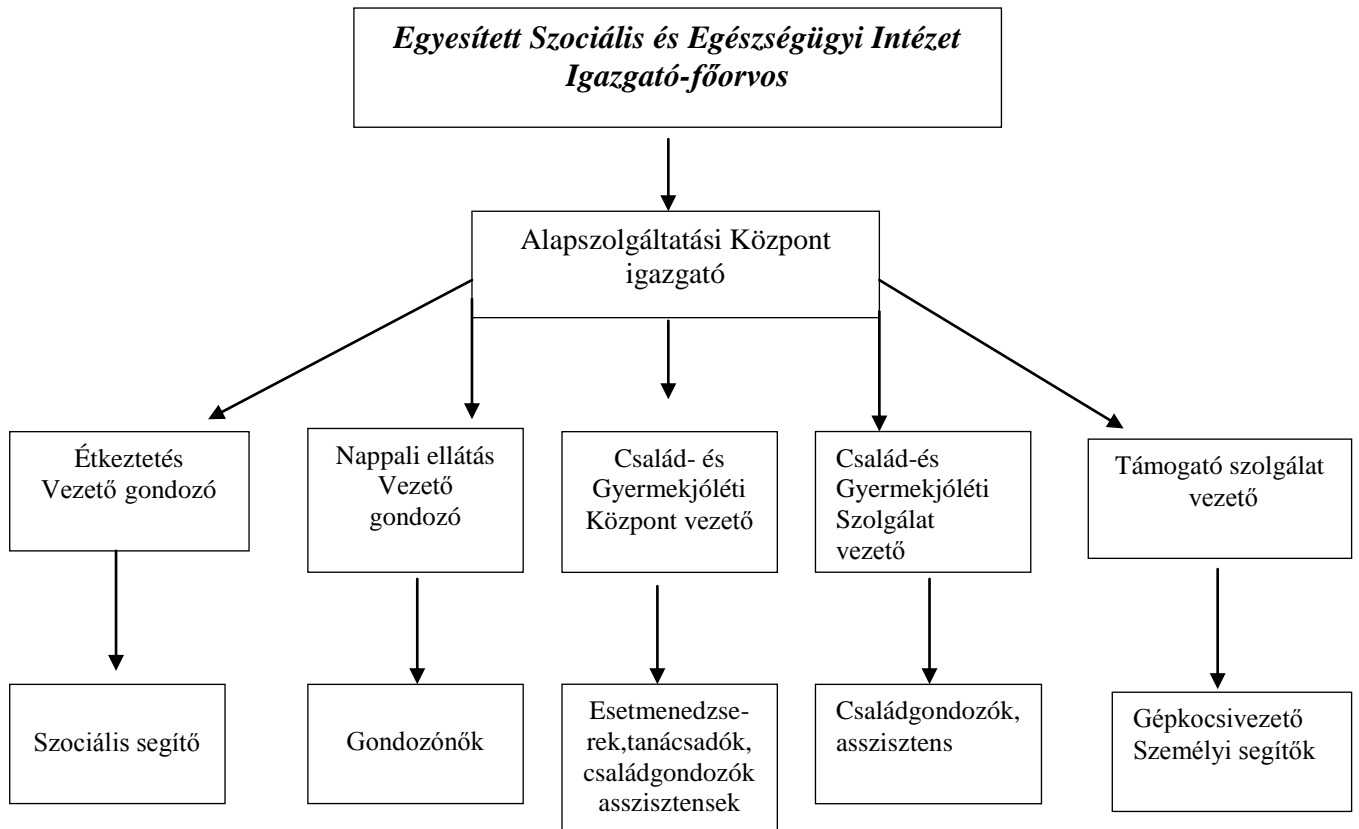 Egyesített Szociális és Egészségügyi Intézet
Igazgató-főorvos
Alapszolgáltatási Központ
igazgató
Étkeztetés
Vezető gondozó
Nappali ellátás
Vezető
gondozó
Család- és
Gyermekjóléti
Központ vezető
Család-és
Gyermekjóléti
Szolgálat
vezető
Támogató szolgálat
vezető
Szociális segítő
Gondozónők
Esetmenedzse-
rek,tanácsadók,
családgondozók
asszisztensek
Családgondozók,
asszisztens
Gépkocsivezető
Személyi segítők